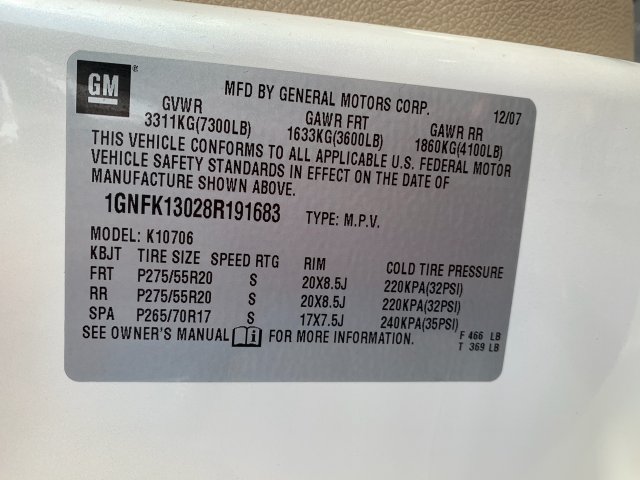 GM ®
MFD BY GENERAL MOTORS CORP. 12/07
GVWR GAWR FRT GAWR RR
3311KG(7300LB) 1633KG(3600LB) 1860KG(4100LB)
THIS VEHICLE CONFORMS TO ALL APPLICABLE U.S. FEDERAL MOTOR
VEHICLE SAFETY STANDARDS IN EFFECT ON THE DATE OF
MANUFACTURE SHOWN ABOVE.
1GNFK13028R191683 TYPE: M.P.V.
MODEL: K10706
KBJT TIRE SIZE SPEED RTG RIM COLD TIRE PRESSURE
FRT P275/55R20 S 20X8.5J 220KPA(32PSI)
RR P275/55R20 S 20X8.5J 220KPA(32PSI)
SPA P265/70R17 S 17X7.5J 240KPA(35PSI)
SEE OWNER'S MANUAL FOR MORE INFORMATION.
F 466 LB
T 369 LB